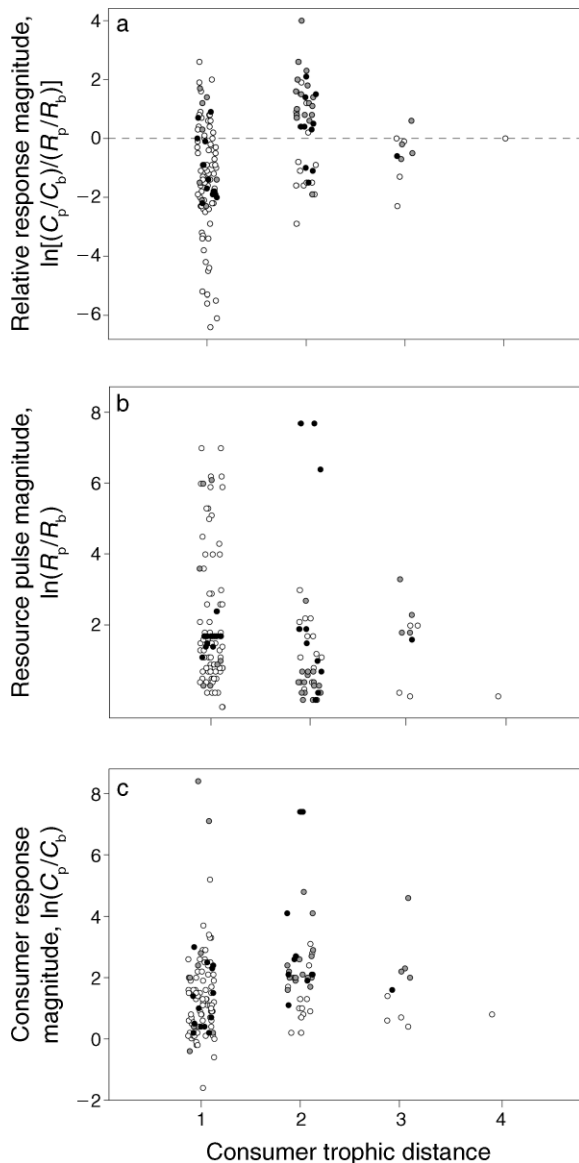 a
Relative response magnitude,
ln[(Cp/Cb)/(Rp/Rb)]
4
2
0
−2
−4
−6
b
Resource pulse magnitude,
ln(Rp/Rb)
8
6
4
2
c
Consumer response
magnitude, ln(Cp/Cb)
8
6
4
2
0
−2
1 2 3 4
Consumer trophic distance